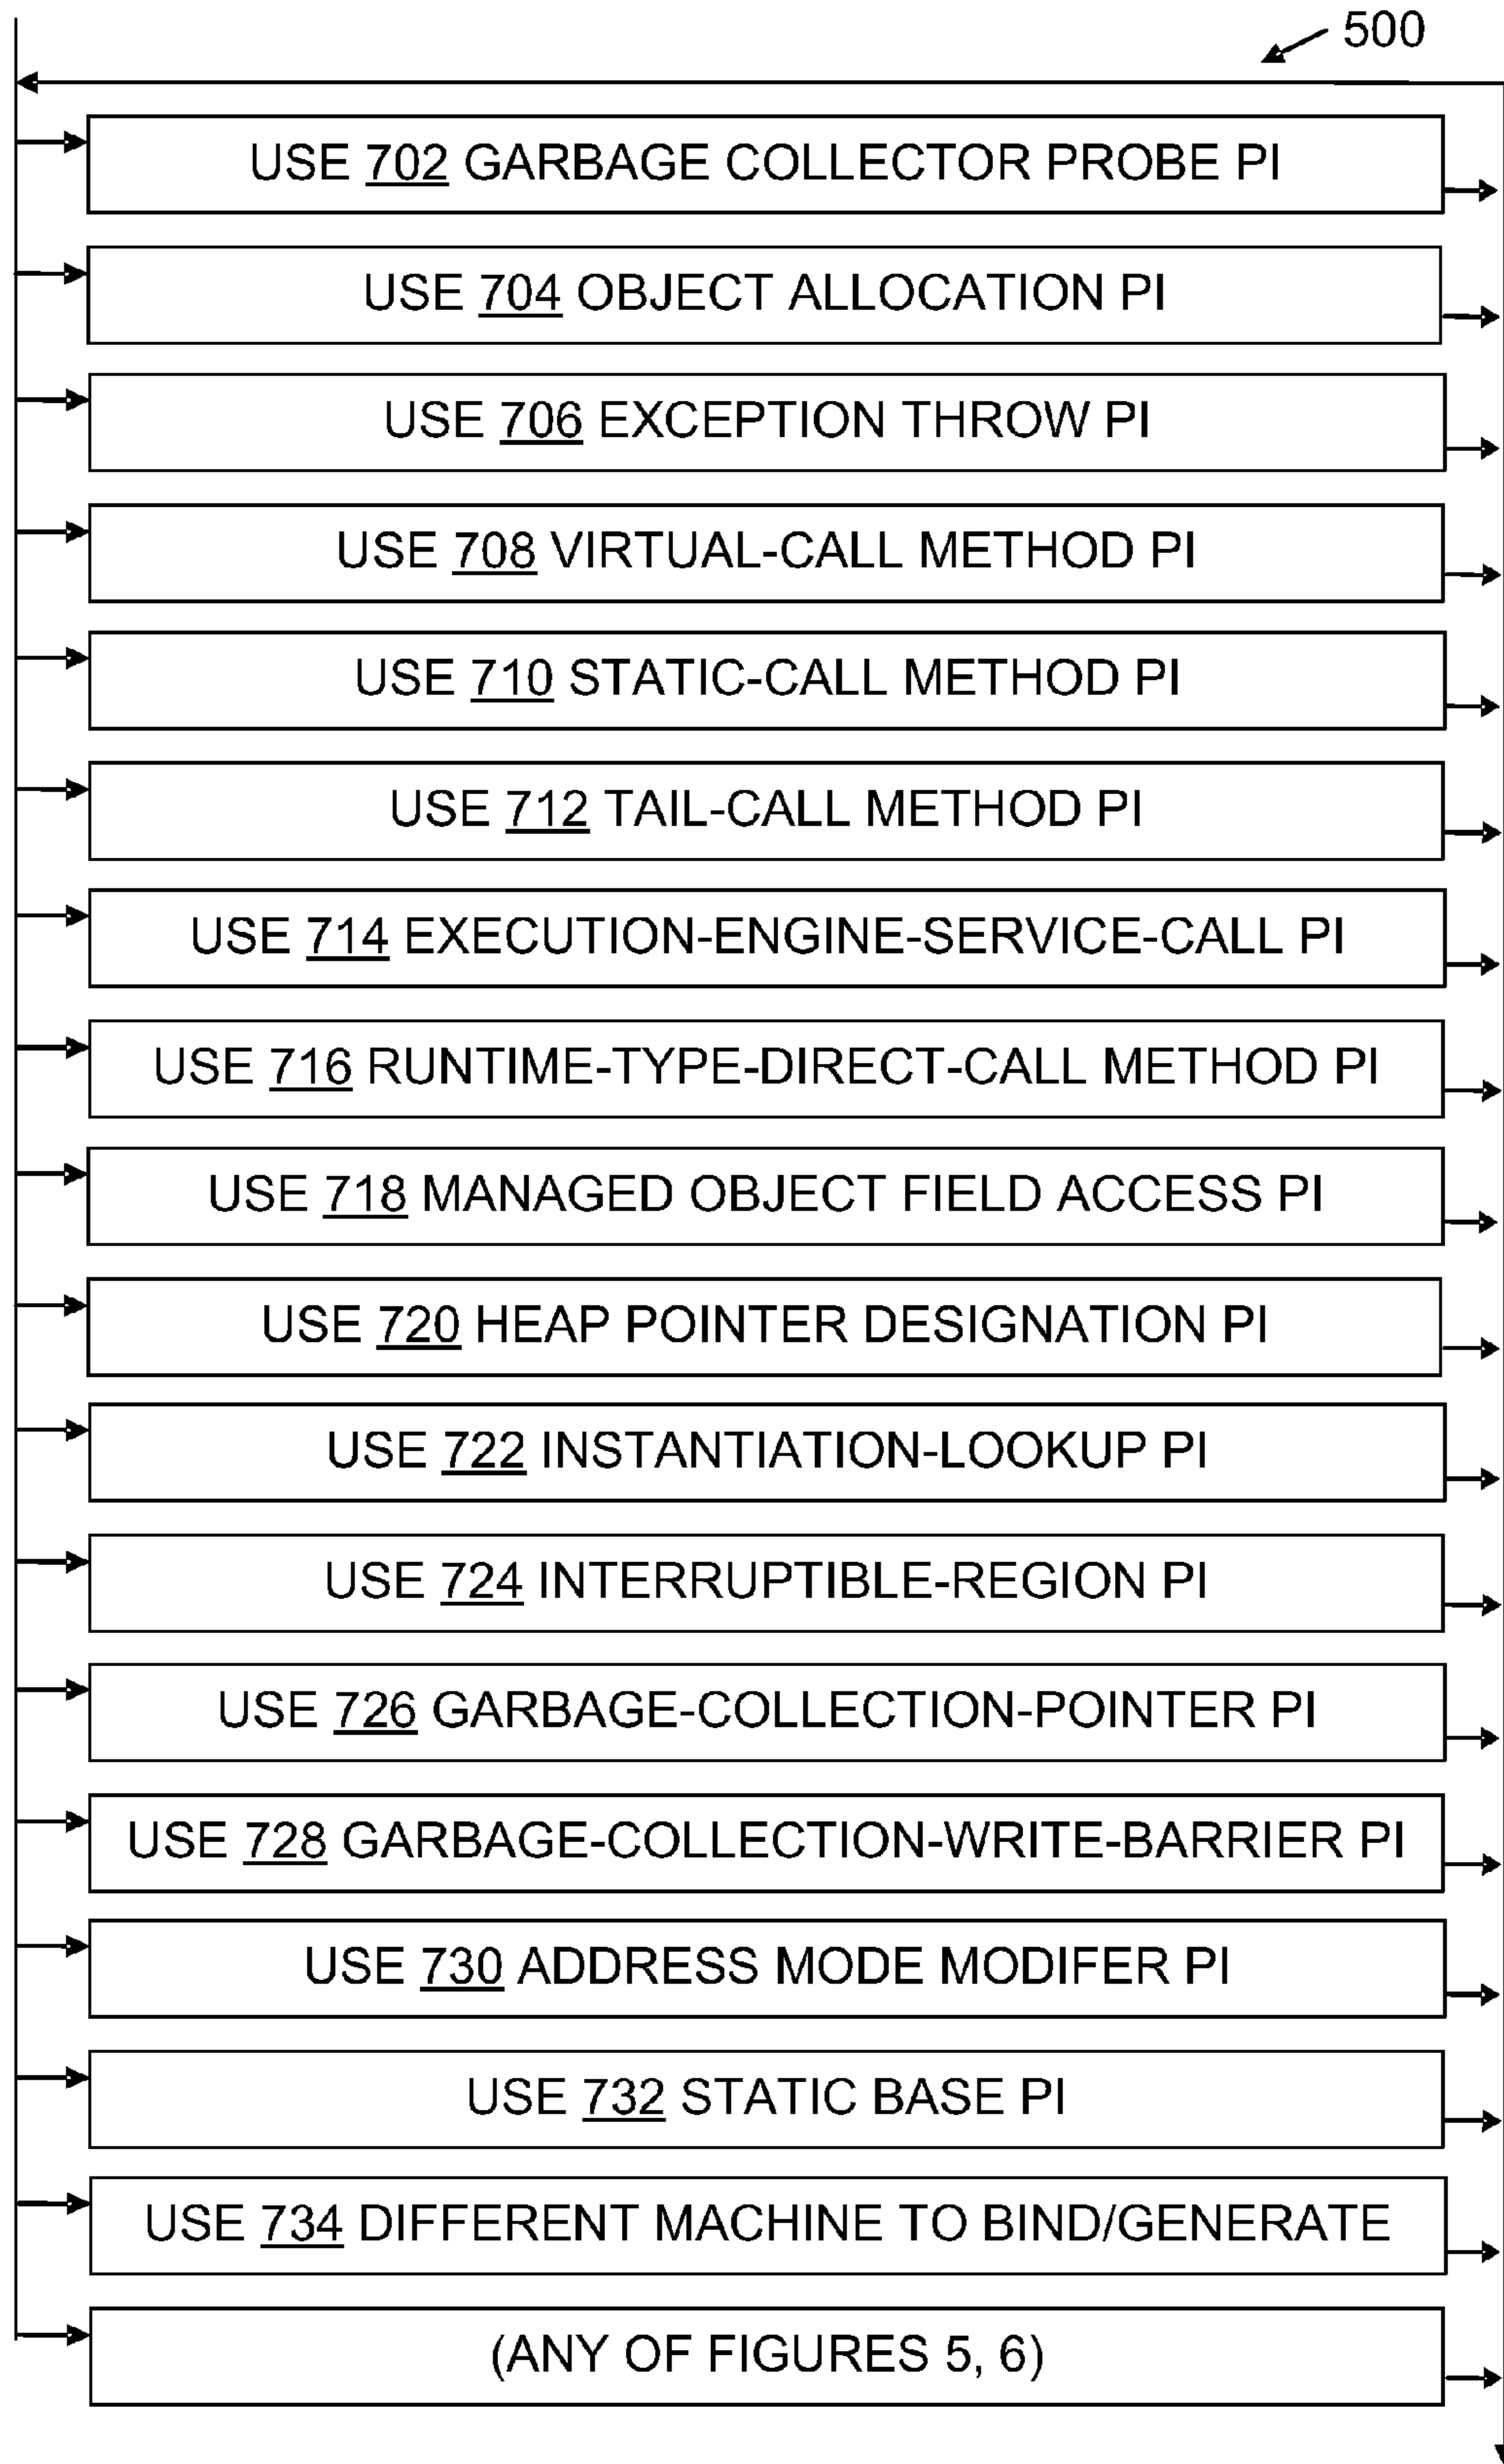 500
USE 702 GARBAGE COLLECTOR PROBE PI
USE 704 OBJECT ALLOCATION PI
USE 706 EXCEPTION THROW PI
USE 708 VIRTUAL-CALL METHOD PI
USE 710 STATIC-CALL METHOD PI
USE 712 TAIL-CALL METHOD PI
USE 714 EXECUTION-ENGINE-SERVICE-CALL PI
USE 716 RUNTIME-TYPE-DIRECT-CALL METHOD PI
USE 718 MANAGED OBJECT FIELD ACCESS PI
USE 720 HEAP POINTER DESIGNATION PI
USE 722 INSTANTIATION-LOOKUP PI
USE 724 INTERRUPTIBLE-REGION PI
USE 726 GARBAGE-COLLECTION-POINTER PI
USE 728 GARBAGE-COLLECTION-WRITE-BARRIER PI
USE 730 ADDRESS MODE MODIFER PI
USE 732 STATIC BASE PI
USE 734 DIFFERENT MACHINE TO BIND/GENERATE
(ANY OF FIGURES 5, 6)